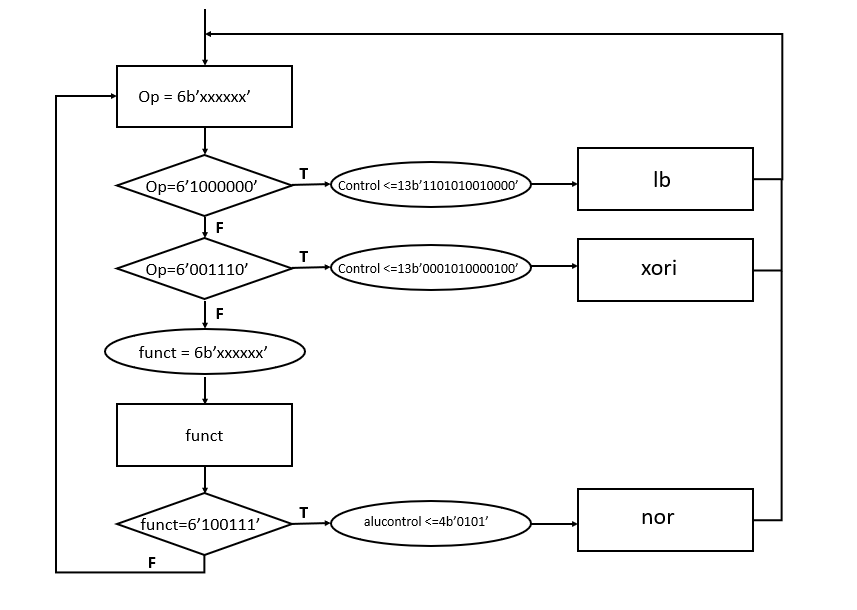 Op = 6b’xxxxxx’
Op=6’1000000’
T
Control <=13b’1101010010000’
lb
F
Op=6’001110’
T
Control <=13b’0001010000100’
xori
F
funct = 6b’xxxxxx’
funct
funct=6’100111’
T
alucontrol <=4b’0101’
nor
F